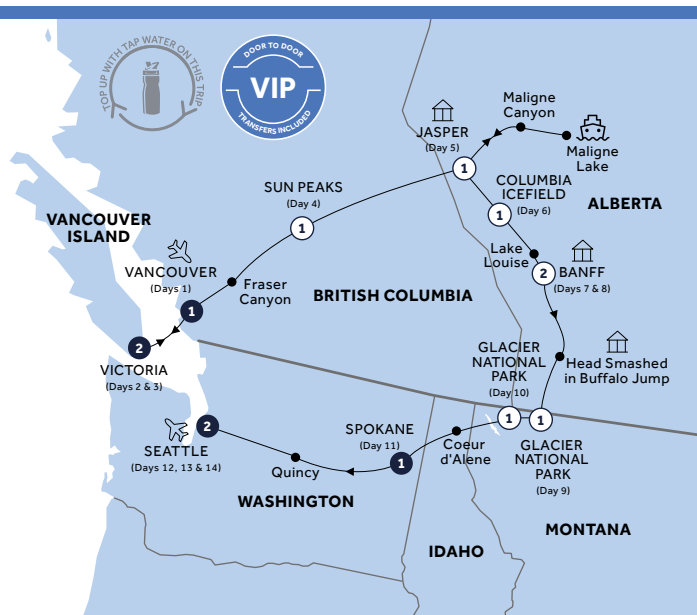 TOP UP WITH TAP WATER ON THIS TRIP
DOOR TO DOOR
VIP
TRANSFERS INCLUDED
Maligne
Canyon
JASPER
(Day 5)
Maligne
Lake
1
SUN PEAKS
(Day 4)
1
COLUMBIA
ICEFIELD
(Day 6)
1
ALBERTA
VANCOUVER
ISLAND
VANCOUVER
(Days 1)
1
Fraser
Canyon
BRITISH COLUMBIA
Lake
Louise
2
BANFF
(Days 7 & 8)
2
VICTORIA
(Days 2 & 3)
GLACIER
NATIONAL
PARK
(Day 10)
1
Head Smashed
in Buffalo Jump
1
GLACIER
NATIONAL
PARK
(Day 9)
2
SEATTLE
(Days 12, 13 & 14)
Quincy
SPOKANE
(Day 11)
1
Coeur
d'Alene
WASHINGTON
IDAHO
MONTANA